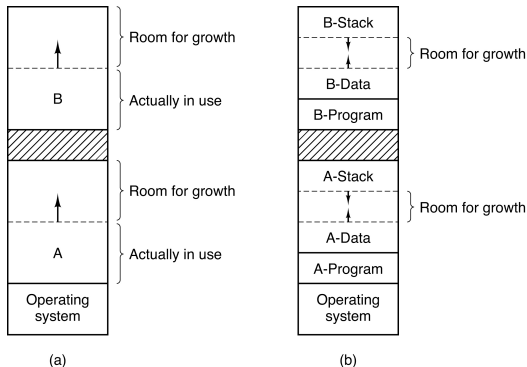 Room for growth
B
Actually in use
Room for growth
A
Actually in use
Operating
system
(a)
B-Stack
Room for growth
B-Data
B-Program
A-Stack
Room for growth
A-Data
A-Program
Operating
system
(b)